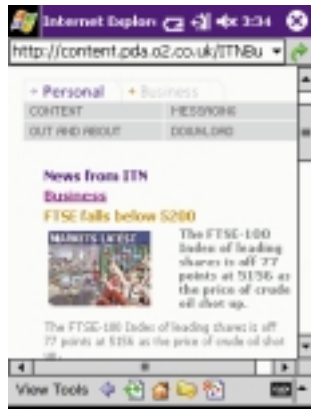 Internet Explor 3:34
http://content.pda.o2.co.uk/ITNBu
+ Personal + Business
CONTENT MESSAGING
OUT AND ABOUT DOWNLOAD
News from ITN
Business
FTSE falls below 5200
MARKETS LATEST
The FTSE-100
Index of leading
shares is off 77
points at 5156 as
the price of crude
oil shot up.
The FTSE-100 Index of leading shares is off
77 points at 5156 as the price of crude oil shot
up.
View Tools